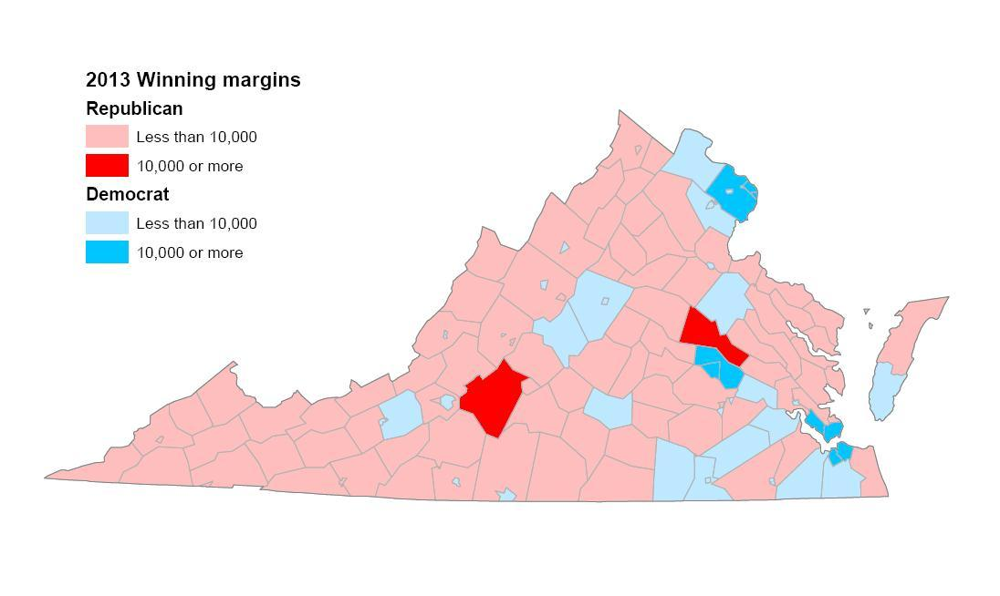 2013 Winning margins
Republican
Less than 10,000
10,000 or more
Democrat
Less than 10,000
10,000 or more